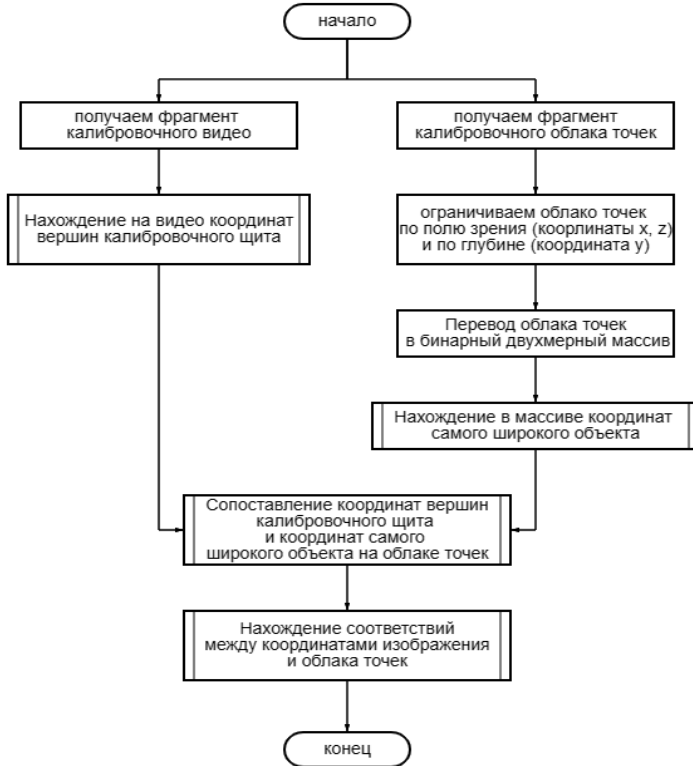 начало
получаем фрагмент
калибровочного видео
получаем фрагмент
калибровочного облака точек
Нахождение на видео координат
вершин калибровочного щита
ограничиваем облако точек
по полю зрения (коорлинаты x, z)
и по глубине (координата y)
Перевод облака точек
в бинарный двухмерный массив
Нахождение в массиве координат
самого широкого объекта
Сопоставление координат вершин
калибровочного щита
и координат самого
широкого объекта на облаке точек
Нахождение соответствий
между координатами изображения
и облака точек
конец